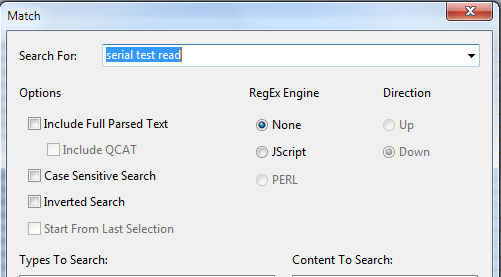 Match
Search For: serial test read
Options RegEx Engine Direction
Include Full Parsed Text None Up
Include QCAT JScript Down
Case Sensitive Search PERL
Inverted Search
Start From Last Selection
Types To Search: Content To Search: